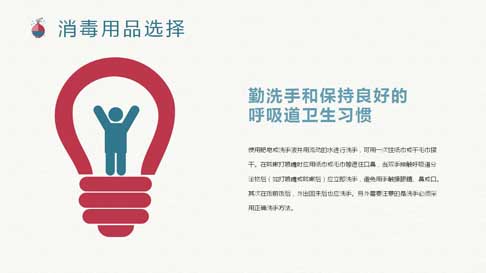 消毒用品选择
勤洗手和保持良好的
呼吸道卫生习惯
使用肥皂或洗手液并用流动的水进行洗手，可用一次性纸巾或干毛巾擦
干。在咳嗽打喷嚏时应用纸巾或毛巾等遮住口鼻，当双手接触呼吸道分
泌物后（如打喷嚏或咳嗽后）应立即洗手，避免用手触摸眼睛、鼻或口。
其次在饭前饭后，外出回来后也应洗手。另外需要注意的是洗手必须采
用正确洗手方法。